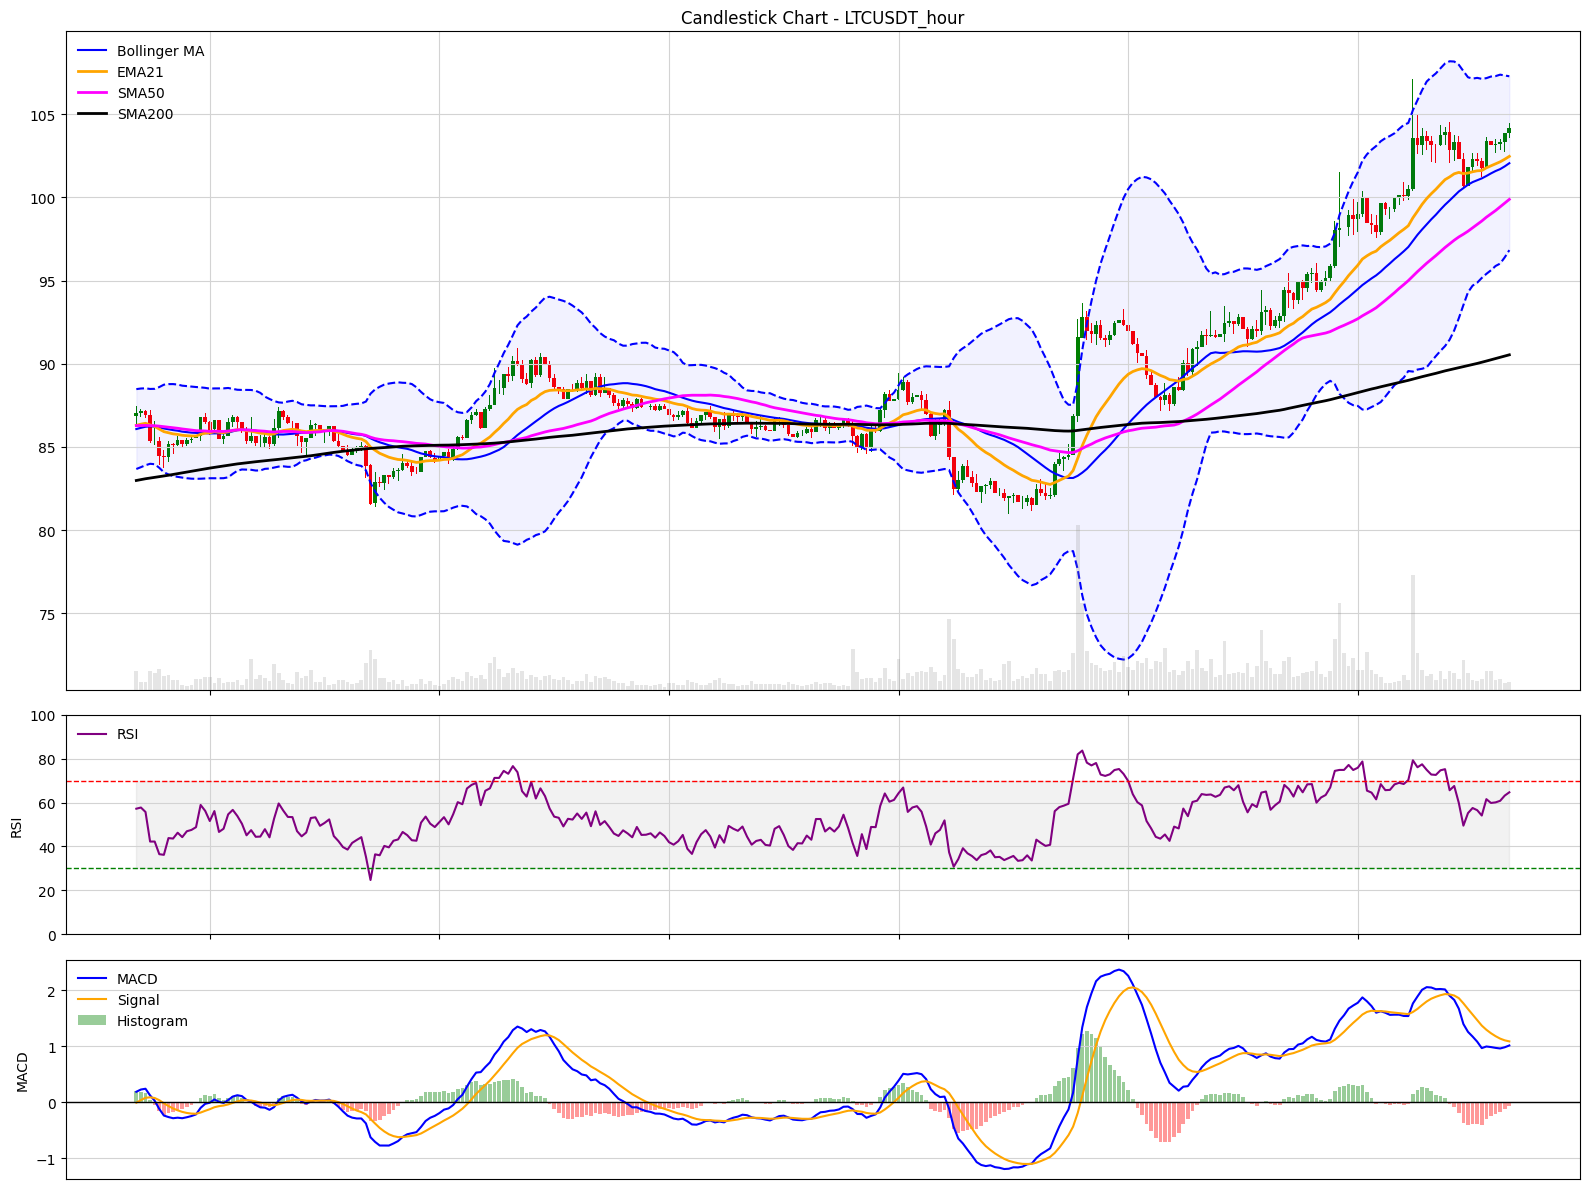 Candlestick Chart - LTCUSDT_hour
Bollinger MA
EMA21
SMA50
SMA200
105
100
95
90
85
80
75
RSI
100
80
60
40
20
0
RSI
MACD
Signal
Histogram
2
1
0
−1
MACD